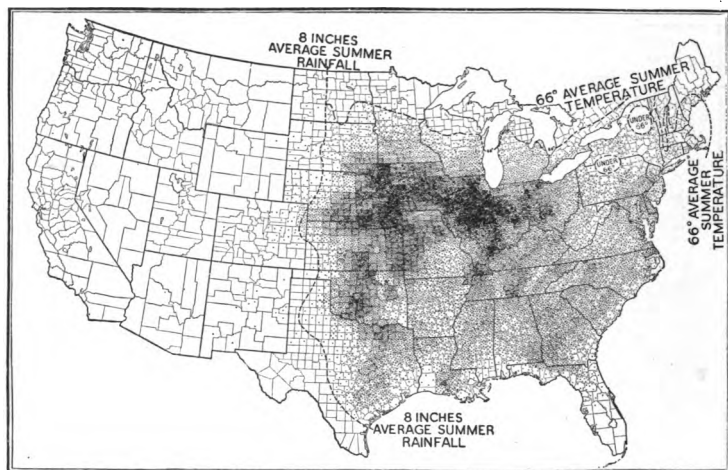 8 INCHES
AVERAGE SUMMER
RAINFALL
66° AVERAGE SUMMER
TEMPERATURE
UNDER
66°
UNDER
66°
66° AVERAGE
SUMMER
TEMPERATURE
8 INCHES
AVERAGE SUMMER
RAINFALL